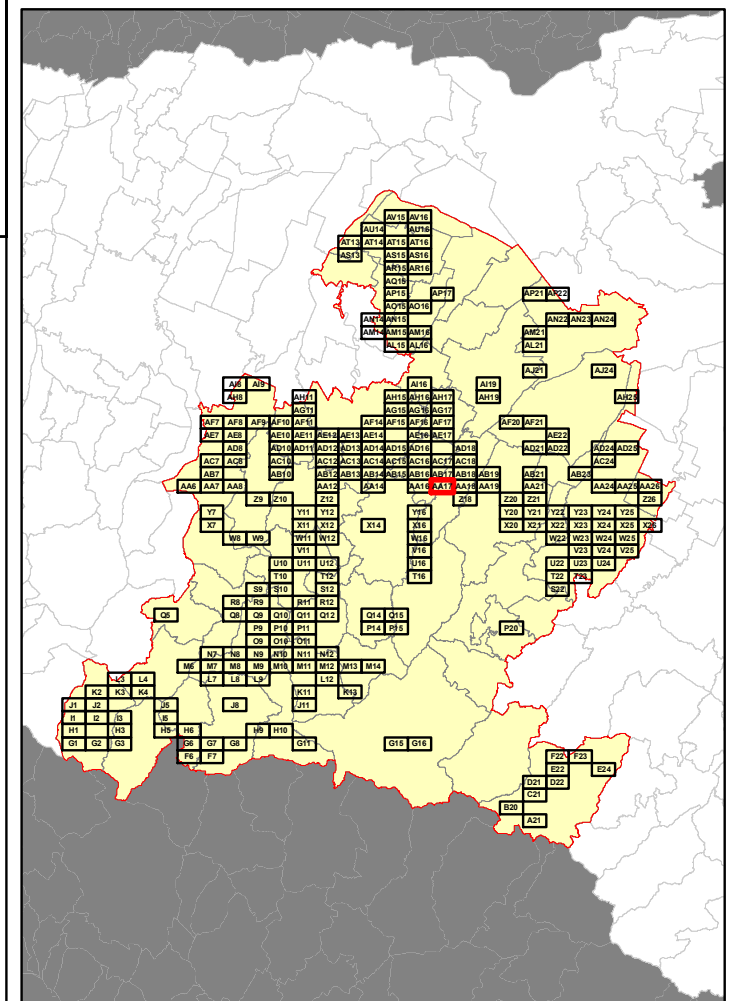 AV15 AV16
AU14 AU16
AT13 AT14 AT15 AT16
AS13 AS15 AS16
AR15 AR16
AQ15
AP15 AP17 AP21 AP22
AO15 AO16
AN14 AN15 AN22 AN23 AN24
AM14 AM15 AM16 AM21
AL15 AL16 AL21
AJ21 AJ24
AI8 AI9 AI16 AI19
AH8 AH11 AH15 AH16 AH17 AH19 AH25
AG11 AG15 AG16 AG17
AF7 AF8 AF9 AF10 AF11 AF14 AF15 AF16 AF17 AF20 AF21
AE7 AE8 AE10 AE11 AE12 AE13 AE14 AE16 AE17 AE22
AD8 AD10 AD11 AD12 AD13 AD14 AD15 AD16 AD18 AD21 AD22 AD24 AD25
AC7 AC8 AC10 AC12 AC13 AC14 AC15 AC16 AC17 AC18 AC24
AB7 AB10 AB12 AB13 AB14 AB15 AB16 AB17 AB18 AB19 AB21 AB23
AA6 AA7 AA8 AA12 AA14 AA16 AA17 AA18 AA19 AA21 AA24 AA25 AA26
Z9 Z10 Z12 Z18 Z20 Z21 Z26
Y7 Y11 Y12 Y16 Y20 Y21 Y22 Y23 Y24 Y25
X7 X11 X12 X14 X16 X20 X21 X22 X23 X24 X25 X26
W8 W9 W11 W12 W16 W22 W23 W24 W25
V11 V16 V23 V24 V25
U10 U11 U12 U16 U22 U23 U24
T10 T12 T16 T22 T23
S9 S10 S12 S22
R8 R9 R11 R12
Q5 Q8 Q9 Q10 Q11 Q12 Q14 Q15
P9 P10 P11 P14 P15 P20
O9 O10 O11
N7 N8 N9 N10 N11 N12
M6 M7 M8 M9 M10 M11 M12 M13 M14
L3 L4 L7 L8 L9 L12
K2 K3 K4 K11 K13
J1 J2 J5 J8 J11
I1 I2 I3 I5
H1 H3 H5 H6 H9 H10
G1 G2 G3 G6 G7 G8 G11 G15 G16
F6 F7 F22 F23
E22 E24
D21 D22
C21
B20
A21